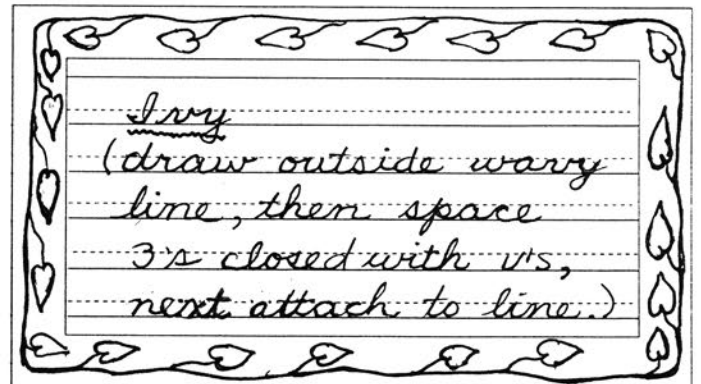 Ivy
(draw outside wavy
line, then space
3's closed with v's,
next attach to line.)